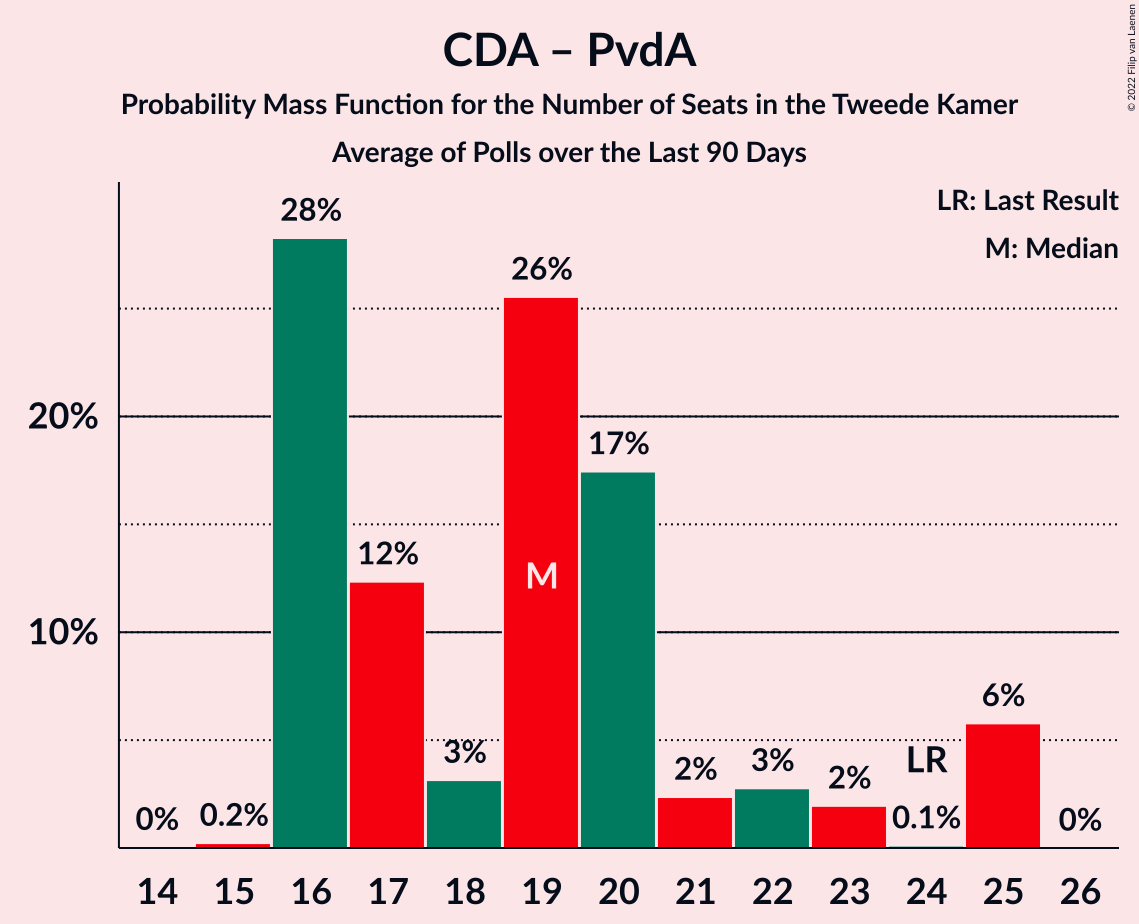 CDA – PvdA
Probability Mass Function for the Number of Seats in the Tweede Kamer
Average of Polls over the Last 90 Days
© 2022 Filip van Laenen
LR: Last Result
M: Median
28%
26%
20%
17%
12%
M
10%
6%
3%
2%
3%
2%
LR
0%
0.2%
0.1%
0%
14 15 16 17 18 19 20 21 22 23 24 25 26